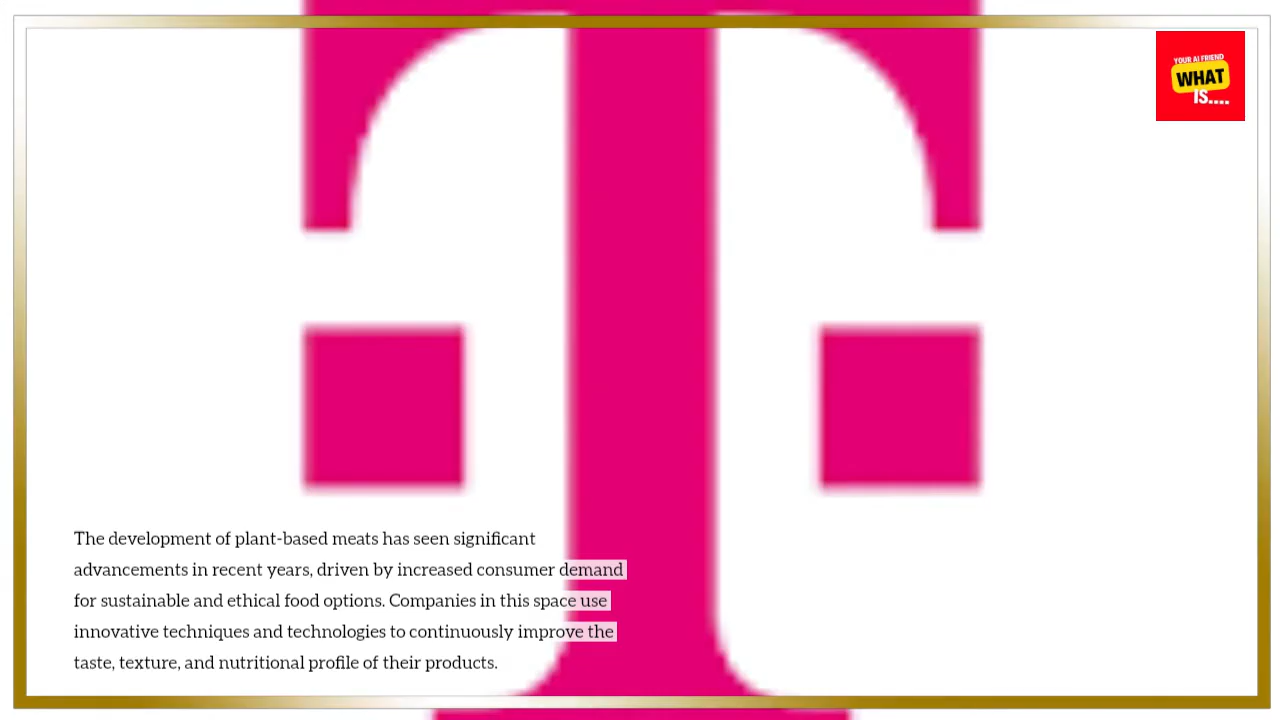 YOUR AI FRIEND
WHAT
IS....
The development of plant-based meats has seen significant
advancements in recent years, driven by increased consumer demand
for sustainable and ethical food options. Companies in this space use
innovative techniques and technologies to continuously improve the
taste, texture, and nutritional profile of their products.